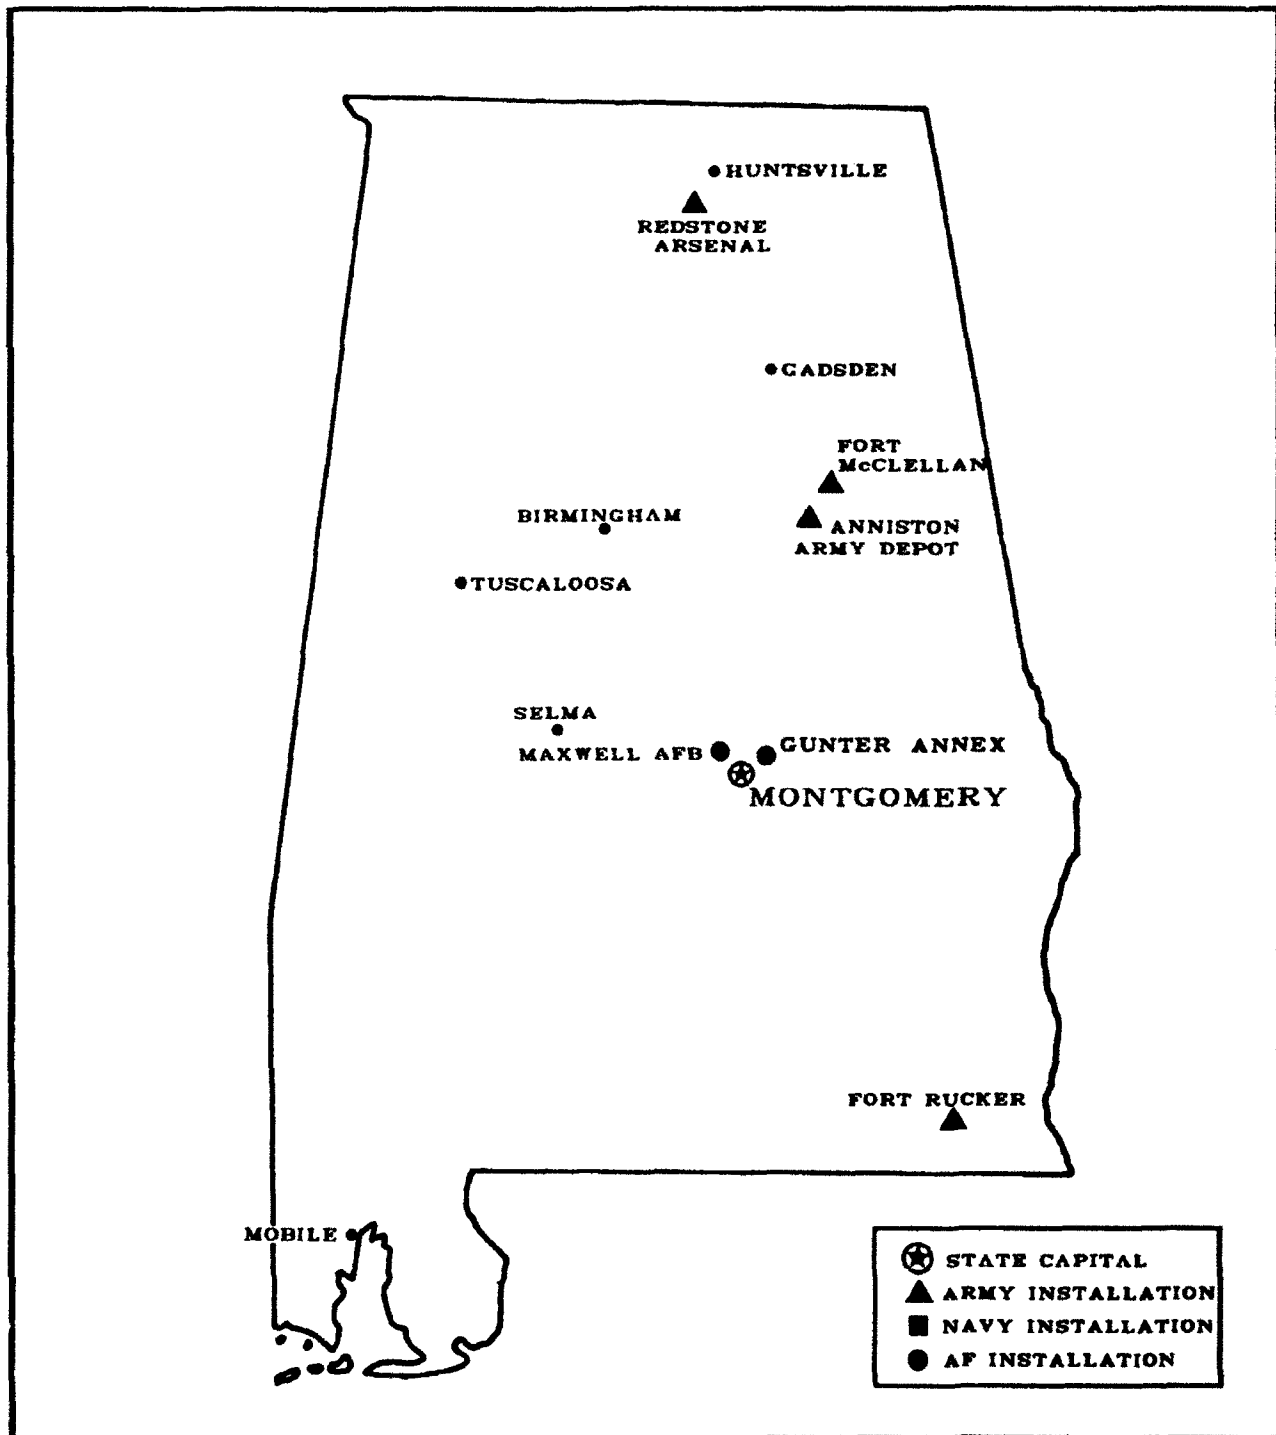 HUNTSVILLE
REDSTONE
ARSENAL
GADSDEN
FORT
McCLELLAN
BIRMINGHAM
ANNISTON
ARMY DEPOT
TUSCALOOSA
SELMA
MAXWELL AFB
GUNTER ANNEX
MONTGOMERY
FORT RUCKER
MOBILE
STATE CAPITAL
ARMY INSTALLATION
NAVY INSTALLATION
AF INSTALLATION